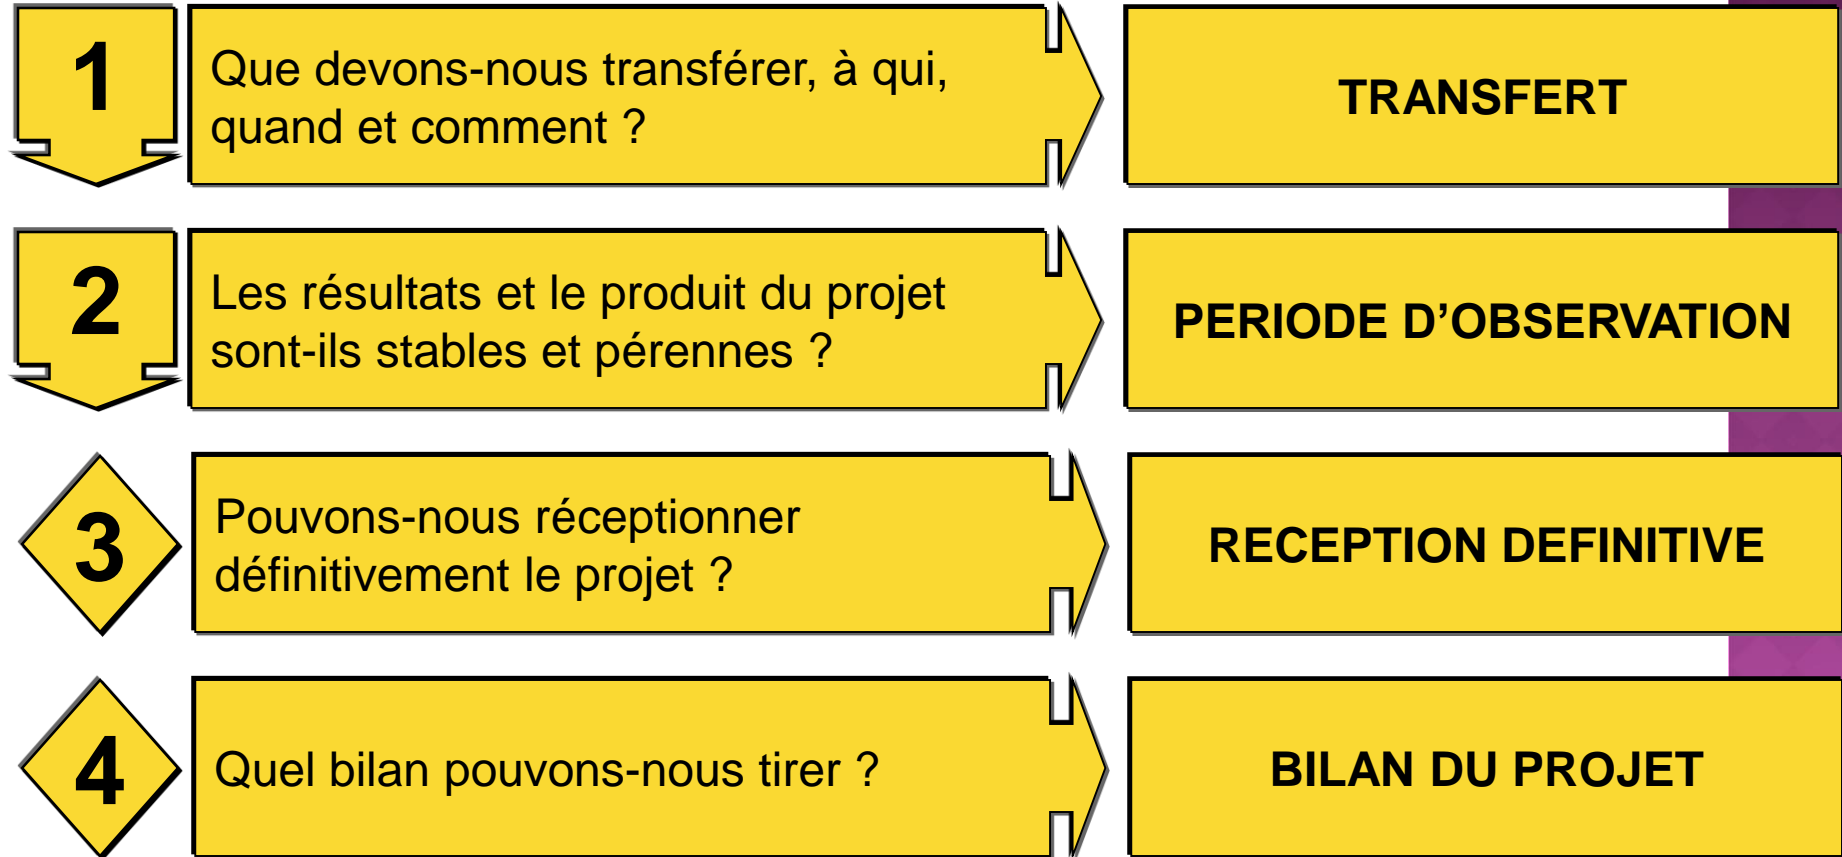 1
Que devons-nous transférer, à qui,
quand et comment ?
TRANSFERT
2
Les résultats et le produit du projet
sont-ils stables et pérennes ?
PERIODE D’OBSERVATION
3
Pouvons-nous réceptionner
définitivement le projet ?
RECEPTION DEFINITIVE
4
Quel bilan pouvons-nous tirer ?
BILAN DU PROJET